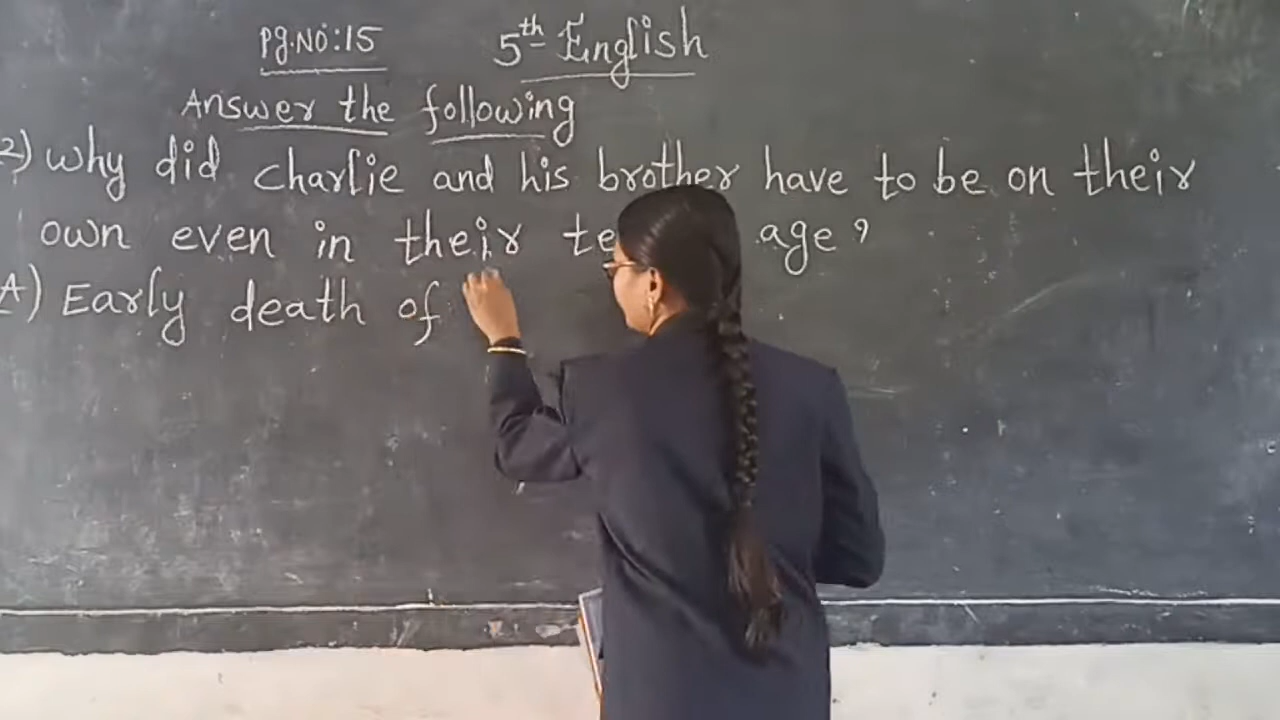 Pg.NO:15
5th English
Answer the following
2) why did charlie and his brother have to be on their
own even in their age?
A) Early death of